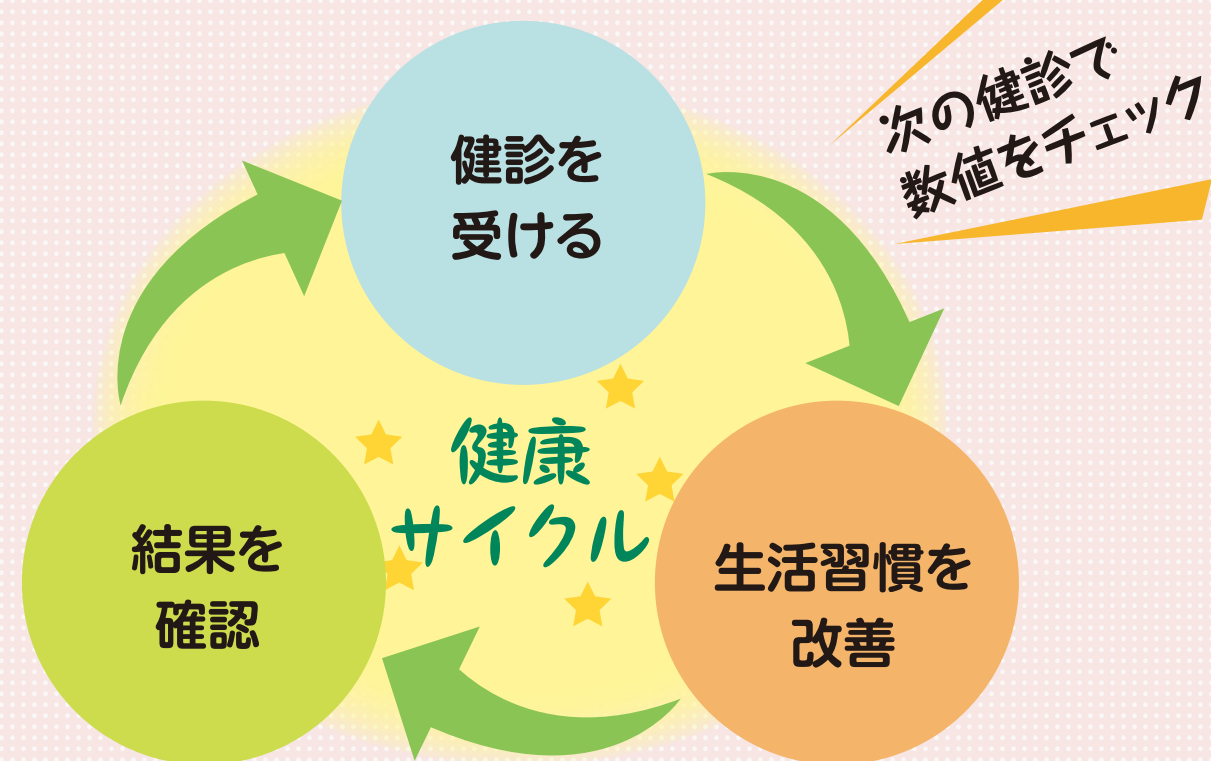 健診を
受ける
次の健診で
数値をチェック
健康
サイクル
結果を
確認
生活習慣を
改善